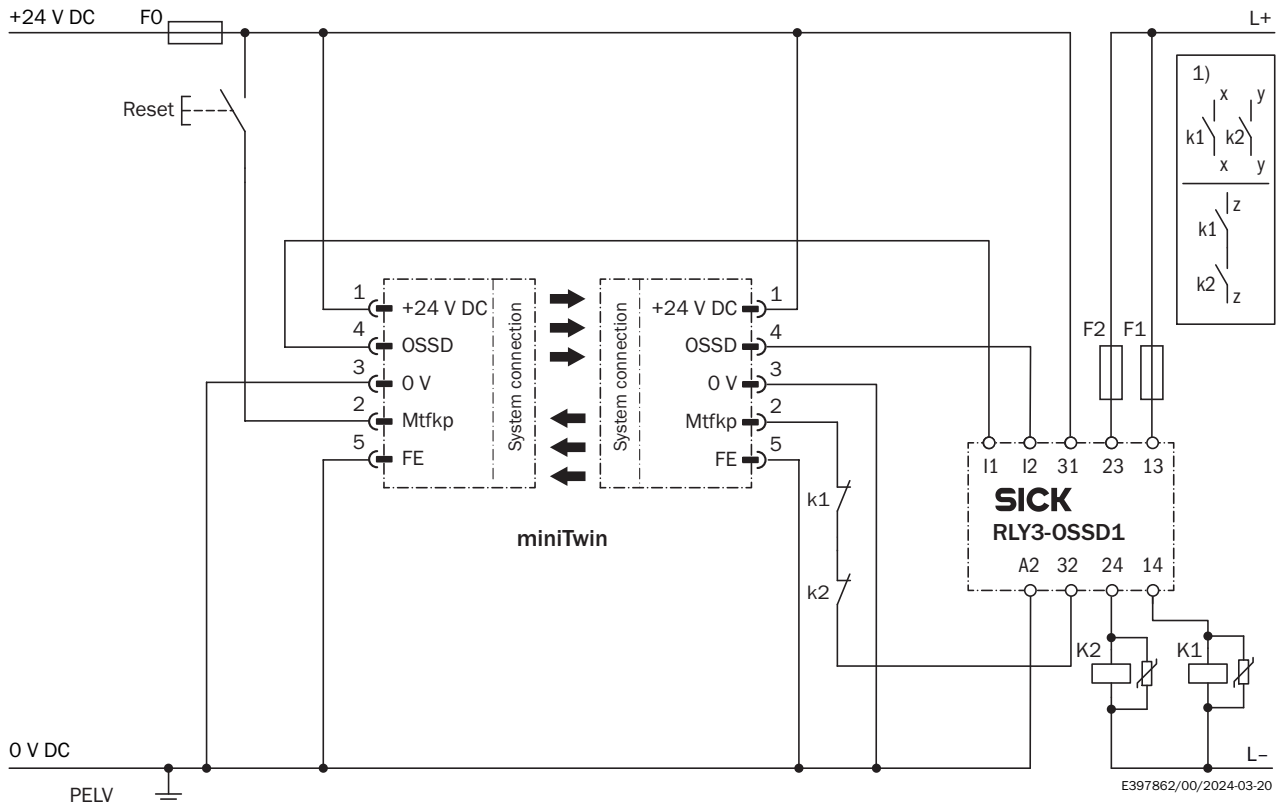 +24 V DC F0 L+
Reset
1)
x y
k1 k2
x y
z
k1
k2
z
1 +24 V DC
4 OSSD
3 0 V
2 Mtfkp
5 FE
System connection
System connection
+24 V DC 1
OSSD 4
0 V 3
Mtfkp 2
FE 5
miniTwin
k1
k2
F2 F1
I1 I2 31 23 13
SICK
RLY3-OSSD1
A2 32 24 14
K2 K1
0 V DC L–
PELV
E397862/00/2024-03-20